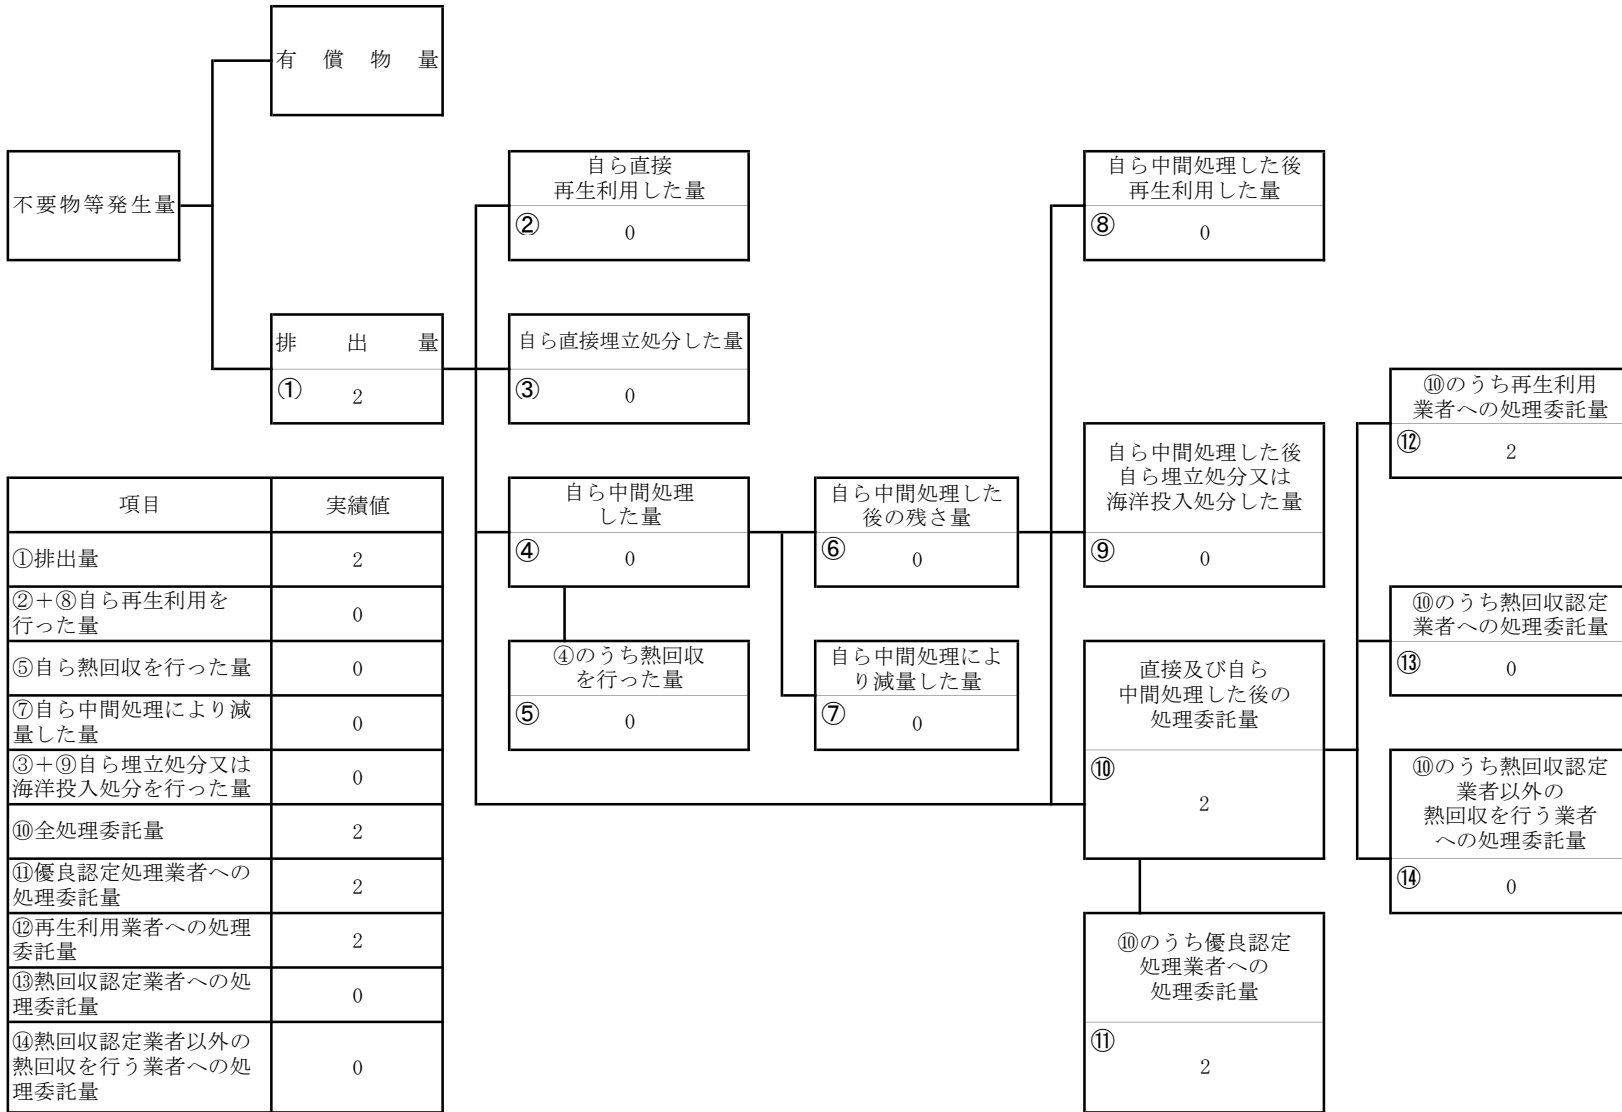 有償物量
不要物等発生量
排出量
① 2
自ら直接
再生利用した量
② 0
自ら直接埋立処分した量
③ 0
自ら中間処理
した量
④ 0
④のうち熱回収
を行った量
⑤ 0
自ら中間処理した
後の残さ量
⑥ 0
自ら中間処理によ
り減量した量
⑦ 0
自ら中間処理した後
再生利用した量
⑧ 0
自ら中間処理した後
自ら埋立処分又は
海洋投入処分した量
⑨ 0
直接及び自ら
中間処理した後の
処理委託量
⑩
2
⑩のうち優良認定
処理業者への
処理委託量
⑪
2
⑩のうち再生利用
業者への処理委託量
⑫ 2
⑩のうち熱回収認定
業者への処理委託量
⑬ 0
⑩のうち熱回収認定
業者以外の
熱回収を行う業者
への処理委託量
⑭ 0
項目 実績値
①排出量 2
②＋⑧自ら再生利用を
行った量 0
⑤自ら熱回収を行った量 0
⑦自ら中間処理により減
量した量 0
③＋⑨自ら埋立処分又は
海洋投入処分を行った量 0
⑩全処理委託量 2
⑪優良認定処理業者への
処理委託量 2
⑫再生利用業者への処理
委託量 2
⑬熱回収認定業者への処
理委託量 0
⑭熱回収認定業者以外の
熱回収を行う業者への処 0
理委託量